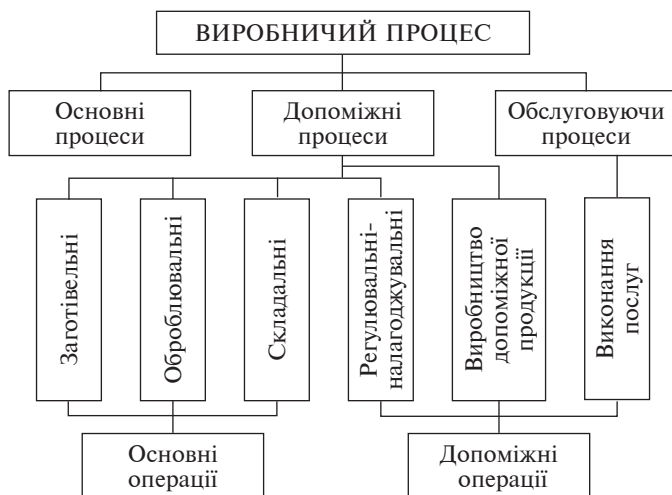 ВИРОБНИЧИЙ ПРОЦЕС
Основні
процеси
Допоміжні
процеси
Обслуговуючи
процеси
Заготівельні
Оброблювальні
Складальні
Регулювальні-
налагоджувальні
Виробництво
допоміжної
продукції
Виконання
послуг
Основні
операції
Допоміжні
операції